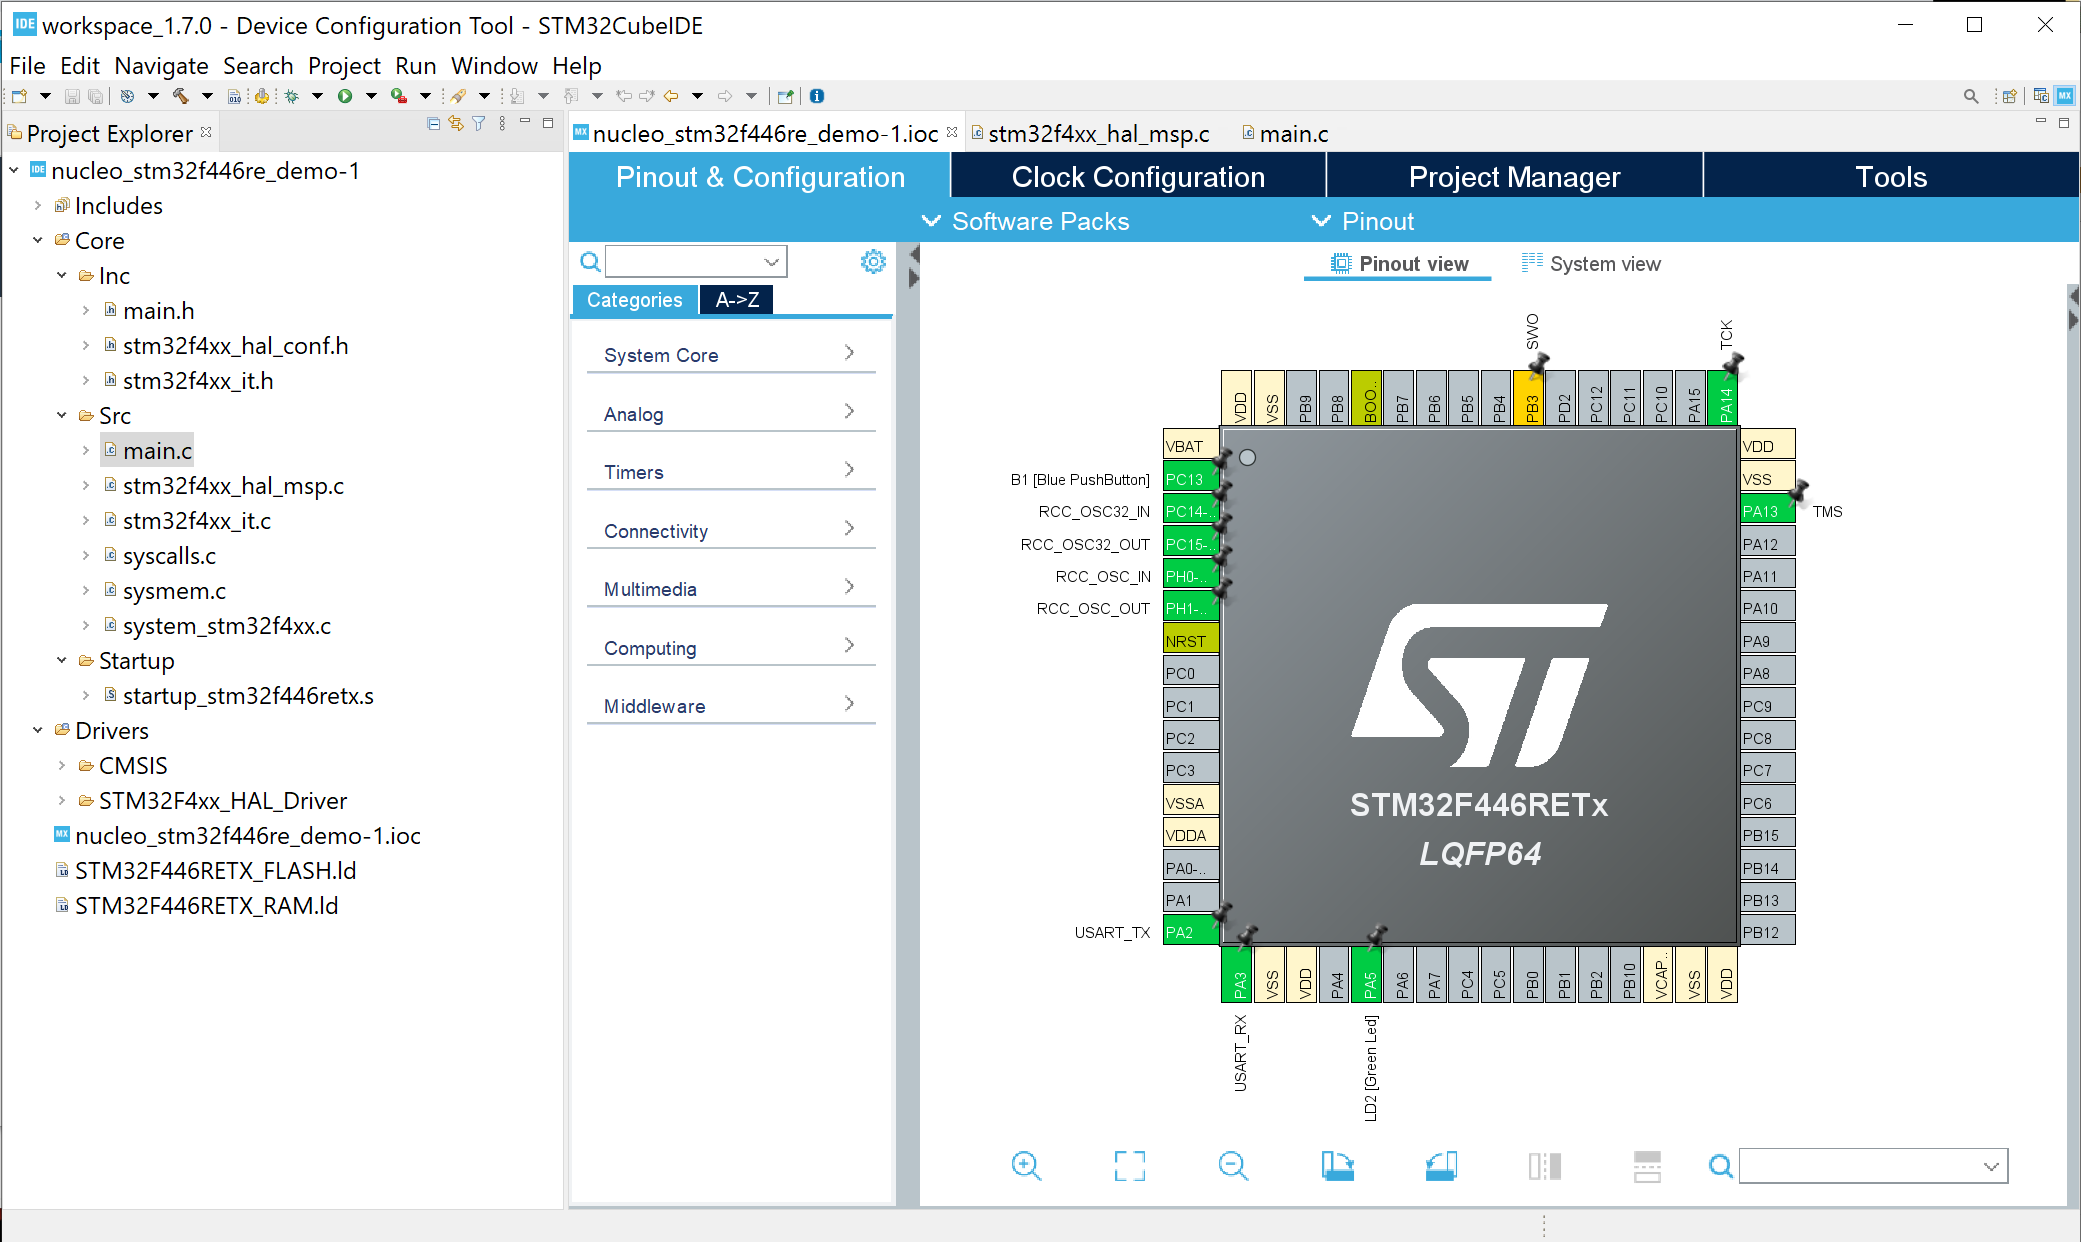 IDE workspace_1.7.0 - Device Configuration Tool - STM32CubeIDE
File Edit Navigate Search Project Run Window Help
Project Explorer
IDE nucleo_stm32f446re_demo-1
Includes
Core
Inc
main.h
stm32f4xx_hal_conf.h
stm32f4xx_it.h
Src
main.c
stm32f4xx_hal_msp.c
stm32f4xx_it.c
syscalls.c
sysmem.c
system_stm32f4xx.c
Startup
startup_stm32f446retx.s
Drivers
CMSIS
STM32F4xx_HAL_Driver
MX nucleo_stm32f446re_demo-1.ioc
STM32F446RETX_FLASH.ld
STM32F446RETX_RAM.ld
MX nucleo_stm32f446re_demo-1.ioc stm32f4xx_hal_msp.c main.c
MX
Pinout & Configuration Clock Configuration Project Manager Tools
Software Packs Pinout
Categories A->Z
System Core
Analog
Timers
Connectivity
Multimedia
Computing
Middleware
Pinout view System view
SWO TCK
VDD VSS PB9 PB8 BOO.. PB7 PB6 PB5 PB4 PB3 PD2 PC12 PC11 PC10 PA15 PA14
VBAT
B1 [Blue PushButton] PC13
RCC_OSC32_IN PC14-..
RCC_OSC32_OUT PC15-..
RCC_OSC_IN PH0-..
RCC_OSC_OUT PH1-..
NRST
PC0
PC1
PC2
PC3
VSSA
VDDA
PA0-..
PA1
USART_TX PA2
ST
STM32F446RETx
LQFP64
VDD
VSS
PA13 TMS
PA12
PA11
PA10
PA9
PA8
PC9
PC8
PC7
PC6
PB15
PB14
PB13
PB12
PA3 VSS VDD PA4 PA5 PA6 PA7 PC4 PC5 PB0 PB1 PB2 PB10 VCAP.. VSS VDD
USART_RX LD2 [Green Led]